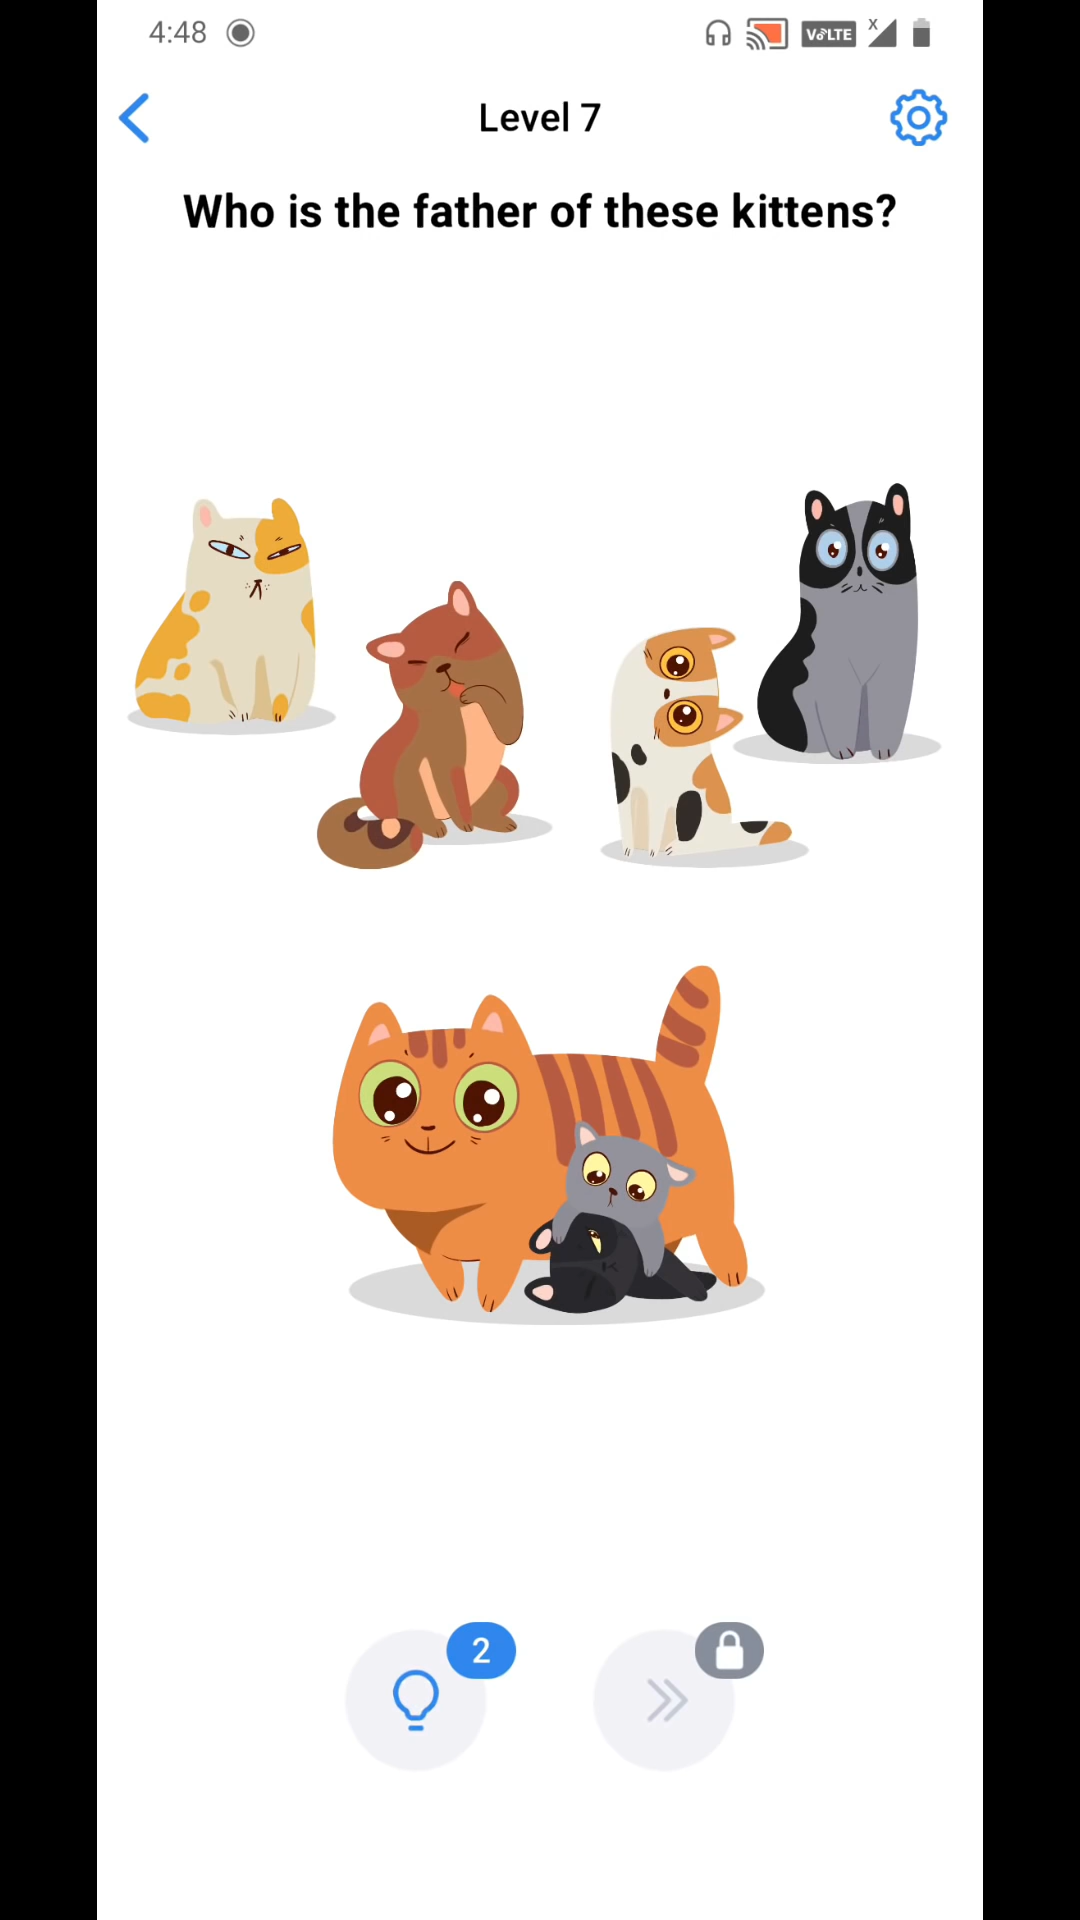 4:48
VoLTE
X
Level 7
Who is the father of these kittens?
2